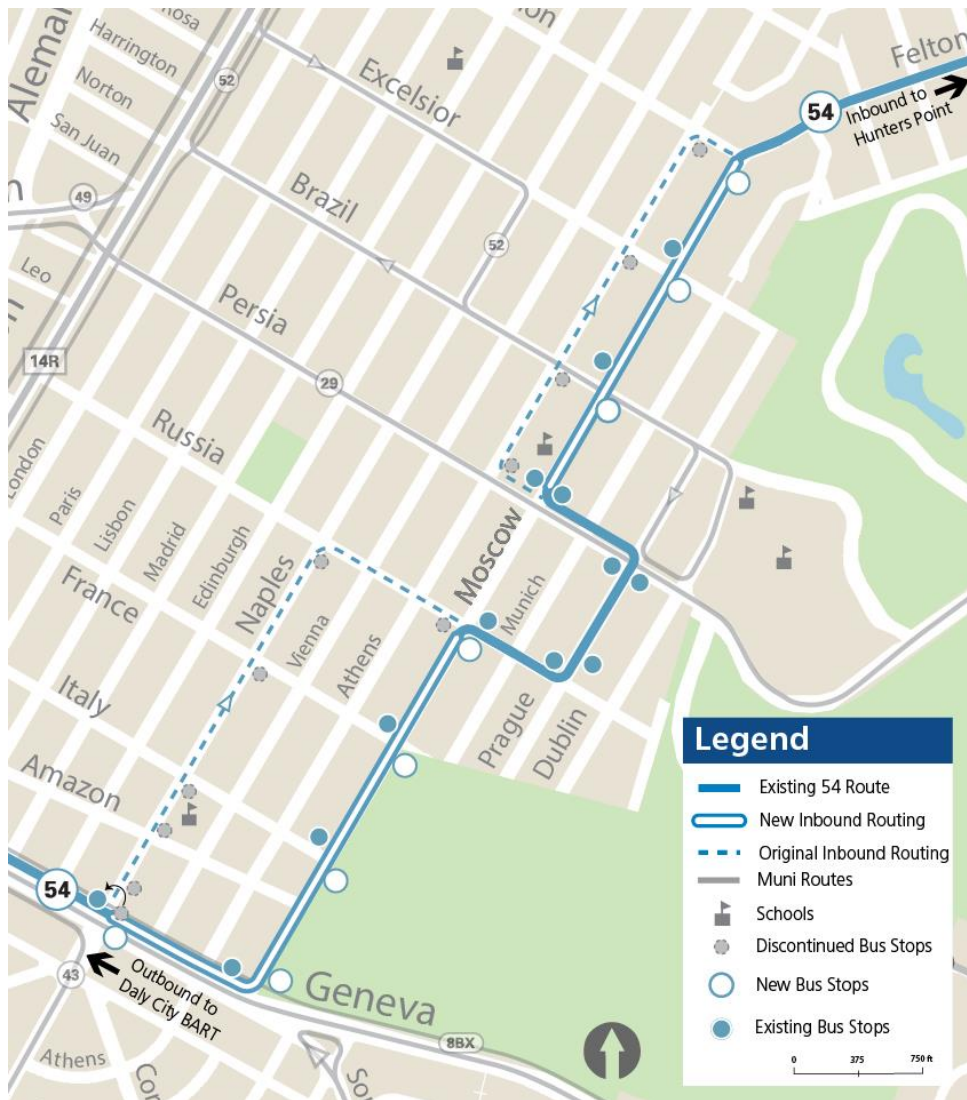 Harrington
Norton
San Juan
Aleman
52
Excelsior
Felton
54
Inbound to
Hunters Point
49
Brazil
52
Leo
Persia
14R
29
Russia
London
Paris
Lisbon
Madrid
Edinburgh
Naples
Vienna
Athens
Moscow
Munich
Prague
Dublin
France
Italy
Amazon
54
43
Outbound to
Daly City BART
Geneva
8BX
Athens
Legend
Existing 54 Route
New Inbound Routing
Original Inbound Routing
Muni Routes
Schools
Discontinued Bus Stops
New Bus Stops
Existing Bus Stops
0 375 750 ft